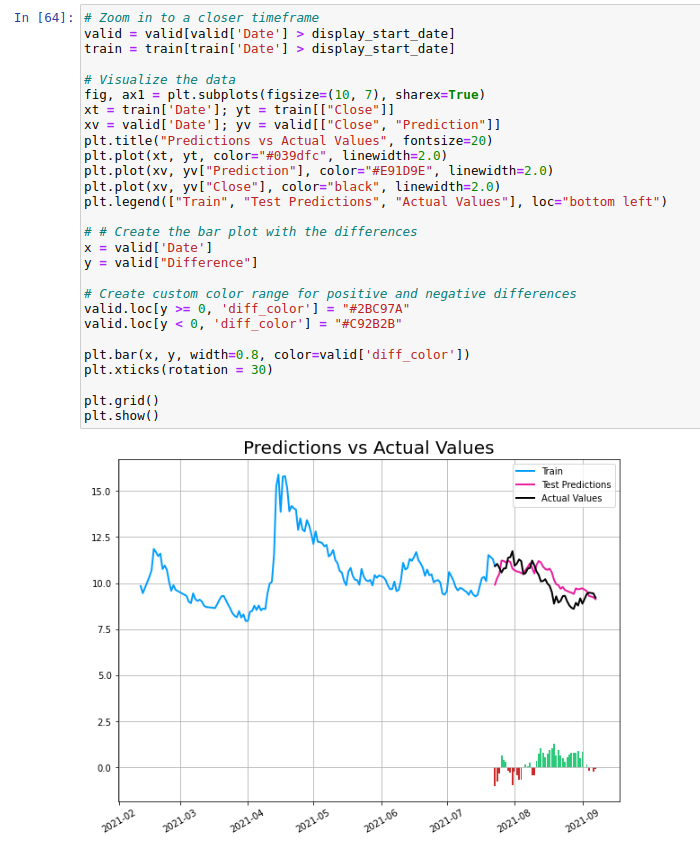 In [64]: # Zoom in to a closer timeframe
valid = valid[valid['Date'] > display_start_date]
train = train[train['Date'] > display_start_date]
# Visualize the data
fig, ax1 = plt.subplots(figsize=(10, 7), sharex=True)
xt = train['Date']; yt = train[["Close"]]
xv = valid['Date']; yv = valid[["Close", "Prediction"]]
plt.title("Predictions vs Actual Values", fontsize=20)
plt.plot(xt, yt, color="#039dfc", linewidth=2.0)
plt.plot(xv, yv["Prediction"], color="#E91D9E", linewidth=2.0)
plt.plot(xv, yv["Close"], color="black", linewidth=2.0)
plt.legend(["Train", "Test Predictions", "Actual Values"], loc="bottom left")
# # Create the bar plot with the differences
x = valid['Date']
y = valid["Difference"]
# Create custom color range for positive and negative differences
valid.loc[y >= 0, 'diff_color'] = "#2BC97A"
valid.loc[y < 0, 'diff_color'] = "#C92B2B"
plt.bar(x, y, width=0.8, color=valid['diff_color'])
plt.xticks(rotation = 30)
plt.grid()
plt.show()
Predictions vs Actual Values
Train
Test Predictions
Actual Values
15.0
12.5
10.0
7.5
5.0
2.5
0.0
2021-02 2021-03 2021-04 2021-05 2021-06 2021-07 2021-08 2021-09